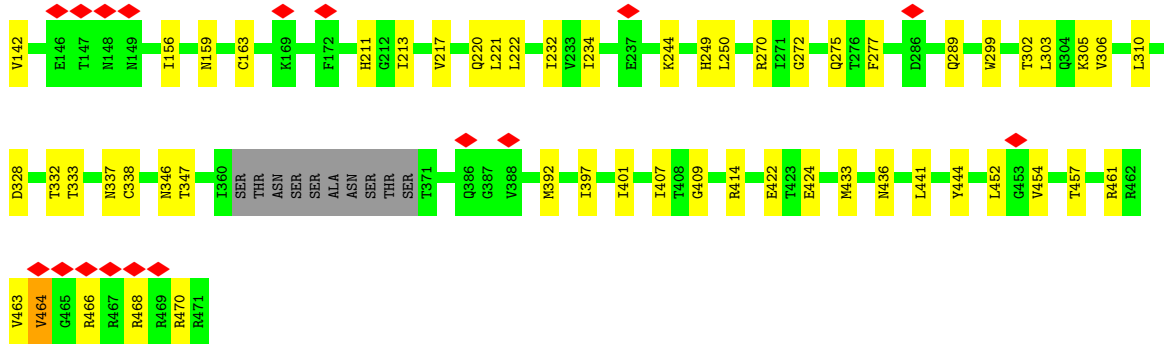 V142 E146 T147 N148 N149 I156 N159 C163 K169 F172 H211 G212 I213 V217 Q220 L221 L222 I232 V233 I234 E237 K244 H249 L250 R270 I271 G272 Q275 T276 F277 D286 Q289 W299 T302 L303 Q304 K305 V306 L310
D328 T332 T333 N337 C338 N346 T347 I360 SER THR ASN SER SER ALA ASN SER THR SER T371 Q386 G387 V388 M392 I397 I401 I407 T408 G409 R414 E422 T423 E424 M433 N436 L441 Y444 L452 G453 V454 T457 R461 R462
V463 V464 G465 R466 R467 R468 R469 R470 R471